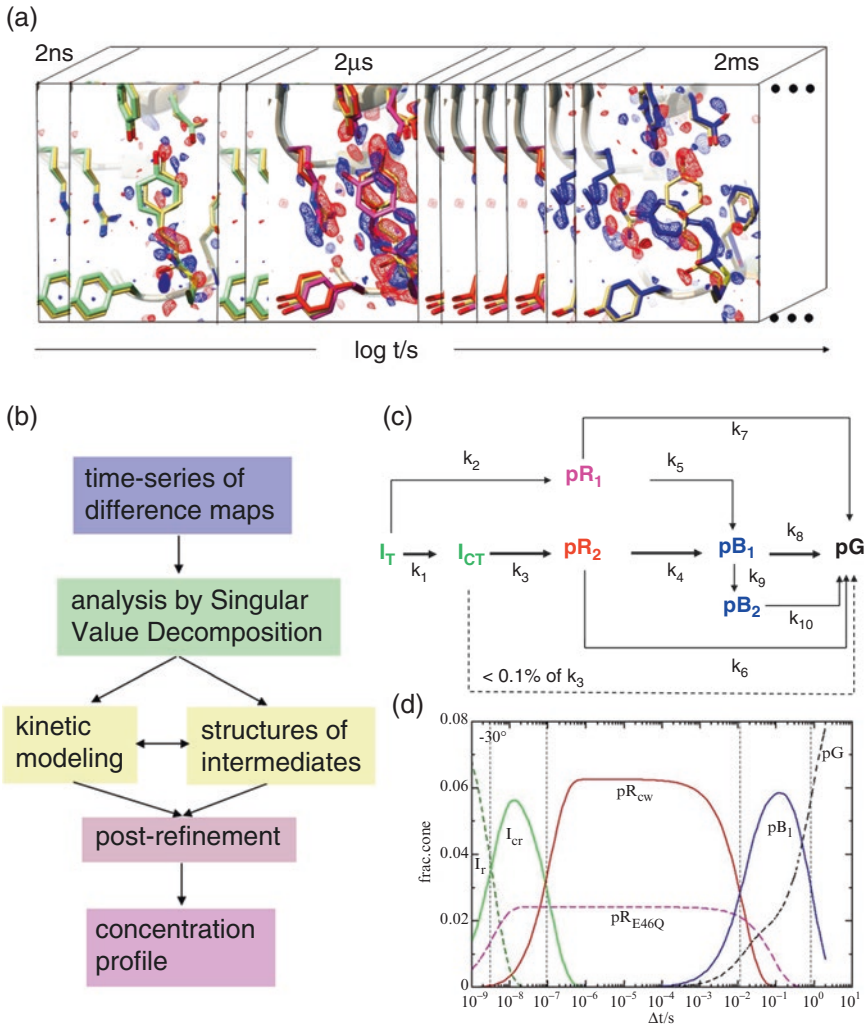 (a)
2ns 2μs 2ms
log t/s
(b)
time-series of
difference maps
analysis by Singular
Value Decomposition
kinetic
modeling
structures of
intermediates
post-refinement
concentration
profile
(c)
k7
k2
pR1
k5
IT
k1
ICT
k3
pR2
k4
pB1
k8
pG
k9
pB2
k10
k6
< 0.1% of k3
(d)
0.08
0.06
0.04
0.02
0
frac.conc
-30°
Ir
Icr
pRcw
pRE46Q
pB1
pG
10⁻⁹ 10⁻⁸ 10⁻⁷ 10⁻⁶ 10⁻⁵ 10⁻⁴ 10⁻³ 10⁻² 10⁻¹ 10⁰ 10¹
Δt/s